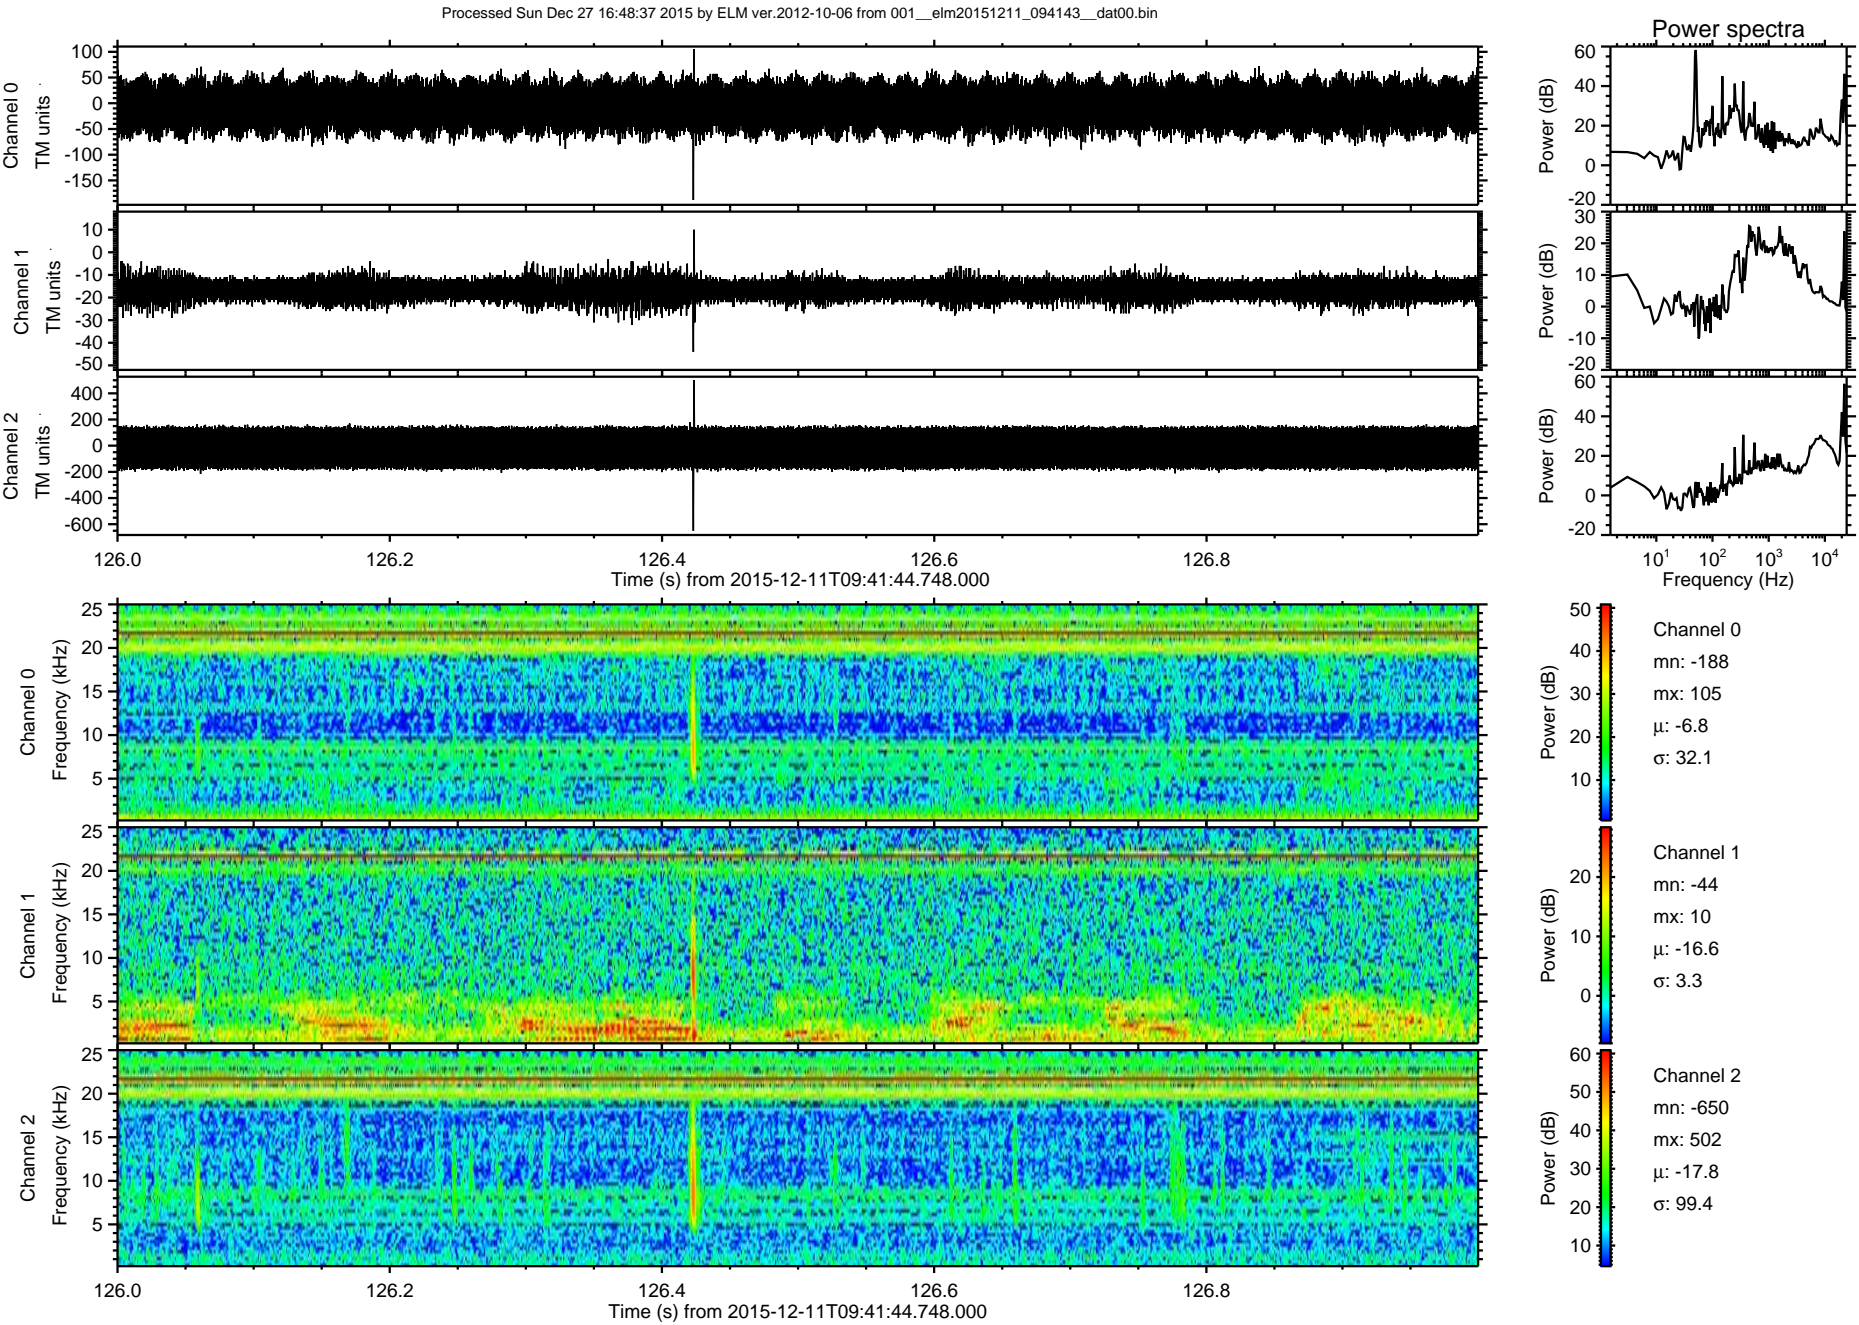 Processed Sun Dec 27 16:48:37 2015 by ELM ver.2012-10-06 from 001__elm20151211_094143__dat00.bin
Power spectra
Channel 0
TM units
100
50
0
-50
-100
-150
Power (dB)
60
40
20
0
-20
Channel 1
TM units
10
0
-10
-20
-30
-40
-50
Power (dB)
30
20
10
0
-10
-20
Channel 2
TM units
400
200
0
-200
-400
-600
Power (dB)
60
40
20
0
-20
126.0 126.2 126.4 126.6 126.8
Time (s) from 2015-12-11T09:41:44.748.000
10^1 10^2 10^3 10^4
Frequency (Hz)
Channel 0
Frequency (kHz)
25
20
15
10
5
Power (dB)
50
40
30
20
10
Channel 0
mn: -188
mx: 105
µ: -6.8
σ: 32.1
Channel 1
Frequency (kHz)
25
20
15
10
5
Power (dB)
20
10
0
Channel 1
mn: -44
mx: 10
µ: -16.6
σ: 3.3
Channel 2
Frequency (kHz)
25
20
15
10
5
Power (dB)
60
50
40
30
20
10
Channel 2
mn: -650
mx: 502
µ: -17.8
σ: 99.4
126.0 126.2 126.4 126.6 126.8
Time (s) from 2015-12-11T09:41:44.748.000